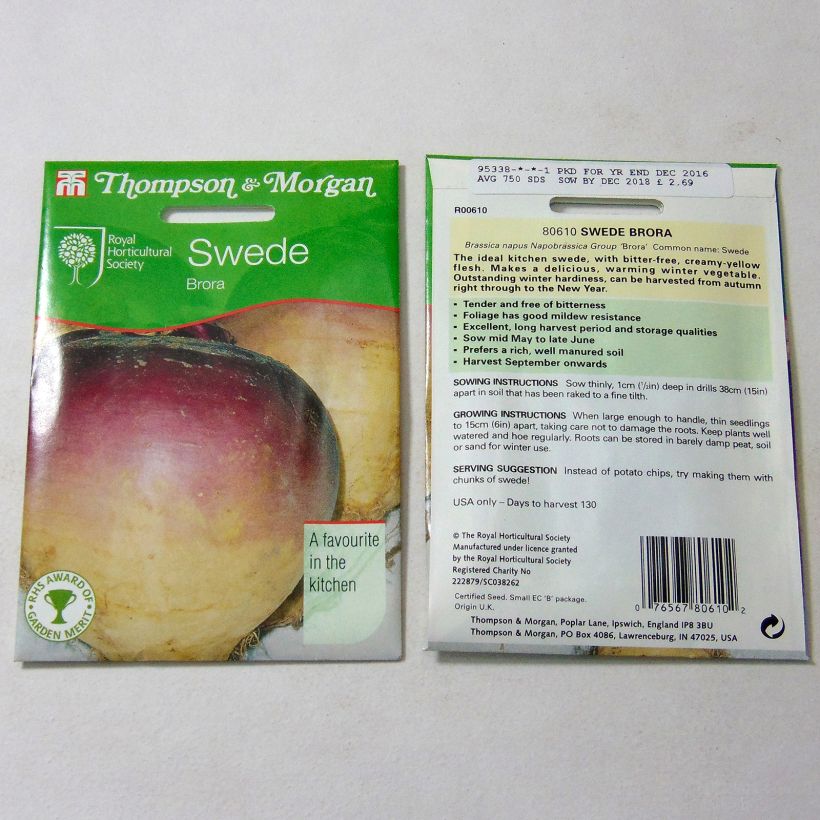 Thompson & Morgan
Royal
Horticultural
Society
Swede
Brora
A favourite
in the
kitchen
RHS AWARD OF
GARDEN MERIT
95338-*-*-1 PKD FOR YR END DEC 2016
AVG 750 SDS SOW BY DEC 2018 £ 2.69
R00610
80610 SWEDE BRORA
Brassica napus Napobrassica Group 'Brora' Common name: Swede
The ideal kitchen swede, with bitter-free, creamy-yellow
flesh. Makes a delicious, warming winter vegetable.
Outstanding winter hardiness, can be harvested from autumn
right through to the New Year.
• Tender and free of bitterness
• Foliage has good mildew resistance
• Excellent, long harvest period and storage qualities
• Sow mid May to late June
• Prefers a rich, well manured soil
• Harvest September onwards
SOWING INSTRUCTIONS Sow thinly, 1cm (½in) deep in drills 38cm (15in)
apart in soil that has been raked to a fine tilth.
GROWING INSTRUCTIONS When large enough to handle, thin seedlings
to 15cm (6in) apart, taking care not to damage the roots. Keep plants well
watered and hoe regularly. Roots can be stored in barely damp peat, soil
or sand for winter use.
SERVING SUGGESTION Instead of potato chips, try making them with
chunks of swede!
USA only – Days to harvest 130
© The Royal Horticultural Society
Manufactured under licence granted
by the Royal Horticultural Society
Registered Charity No
222879/SC038262
Certified Seed. Small EC 'B' package.
Origin U.K.
0 76567 80610 2
Thompson & Morgan, Poplar Lane, Ipswich, England IP8 3BU
Thompson & Morgan, PO Box 4086, Lawrenceburg, IN 47025, USA